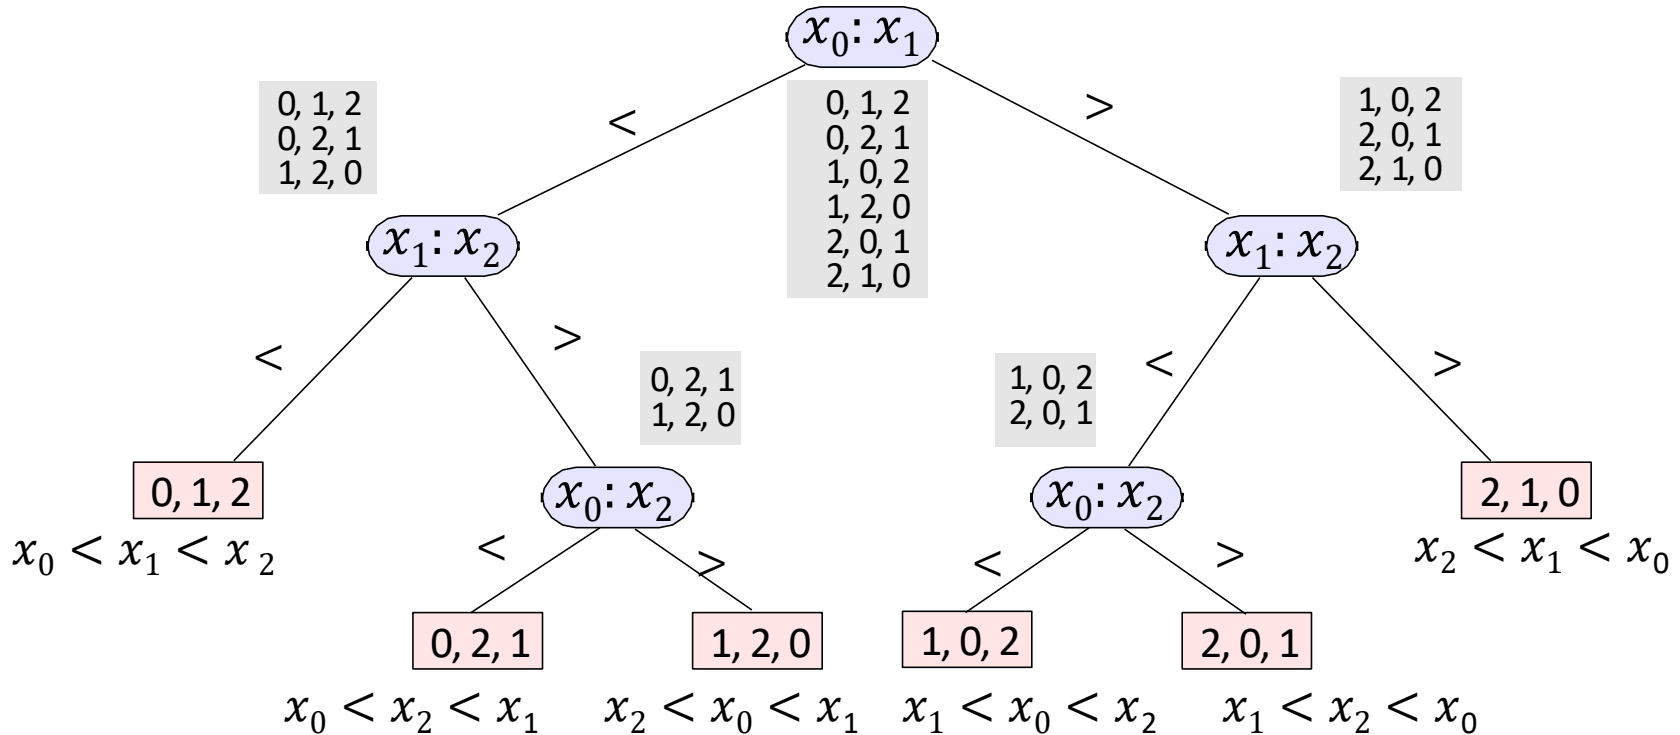 x₀: x₁
0, 1, 2
0, 2, 1
1, 2, 0
<
0, 1, 2
0, 2, 1
1, 0, 2
1, 2, 0
2, 0, 1
2, 1, 0
>
1, 0, 2
2, 0, 1
2, 1, 0
x₁: x₂
x₁: x₂
<
>
0, 2, 1
1, 2, 0
1, 0, 2
2, 0, 1
<
>
0, 1, 2
x₀ < x₁ < x ₂
x₀: x₂
x₀: x₂
2, 1, 0
x₂ < x₁ < x₀
<
>
<
>
0, 2, 1
1, 2, 0
1, 0, 2
2, 0, 1
x₀ < x₂ < x₁
x₂ < x₀ < x₁
x₁ < x₀ < x₂
x₁ < x₂ < x₀